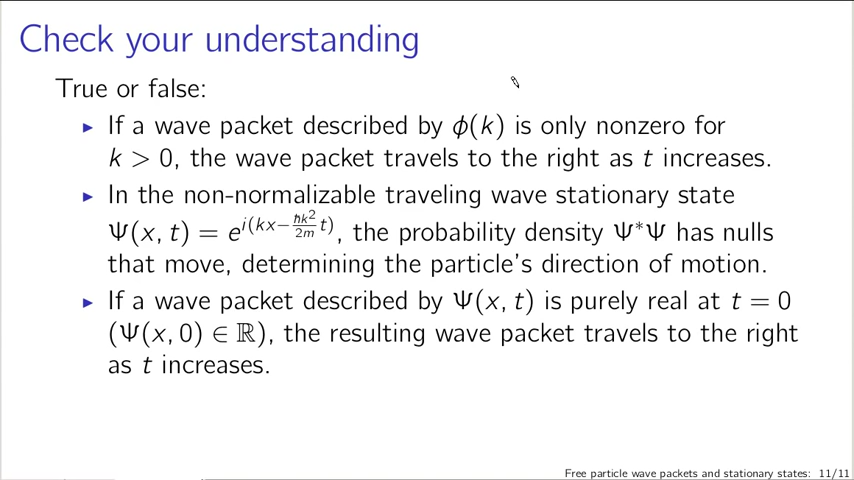 Check your understanding
True or false:
▶ If a wave packet described by ϕ(k) is only nonzero for
k > 0, the wave packet travels to the right as t increases.
▶ In the non-normalizable traveling wave stationary state
Ψ(x, t) = e^{i(kx−\frac{ℏk^2}{2m}t)}, the probability density Ψ*Ψ has nulls
that move, determining the particle's direction of motion.
▶ If a wave packet described by Ψ(x, t) is purely real at t = 0
(Ψ(x, 0) ∈ ℝ), the resulting wave packet travels to the right
as t increases.
Free particle wave packets and stationary states: 11/11